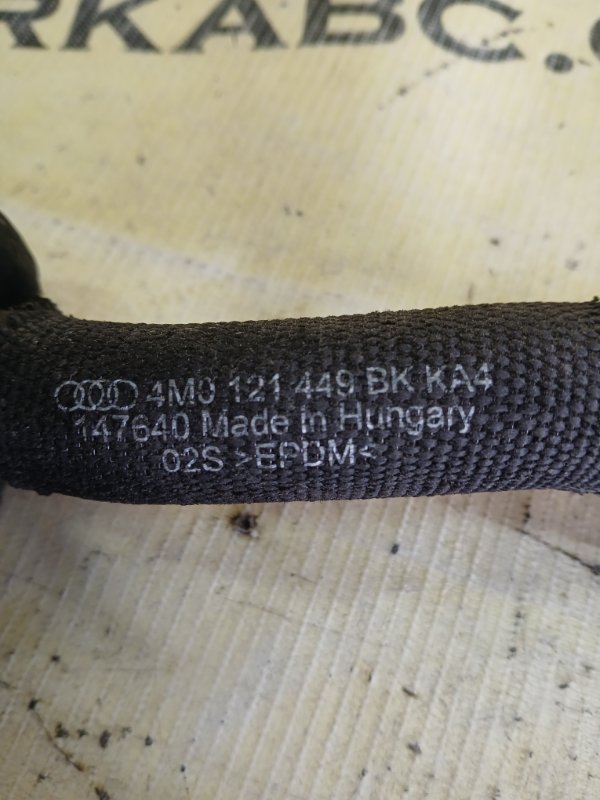 RKABC.
4M0 121 449 BK KA4
147640 Made in Hungary
02S >EPDM<